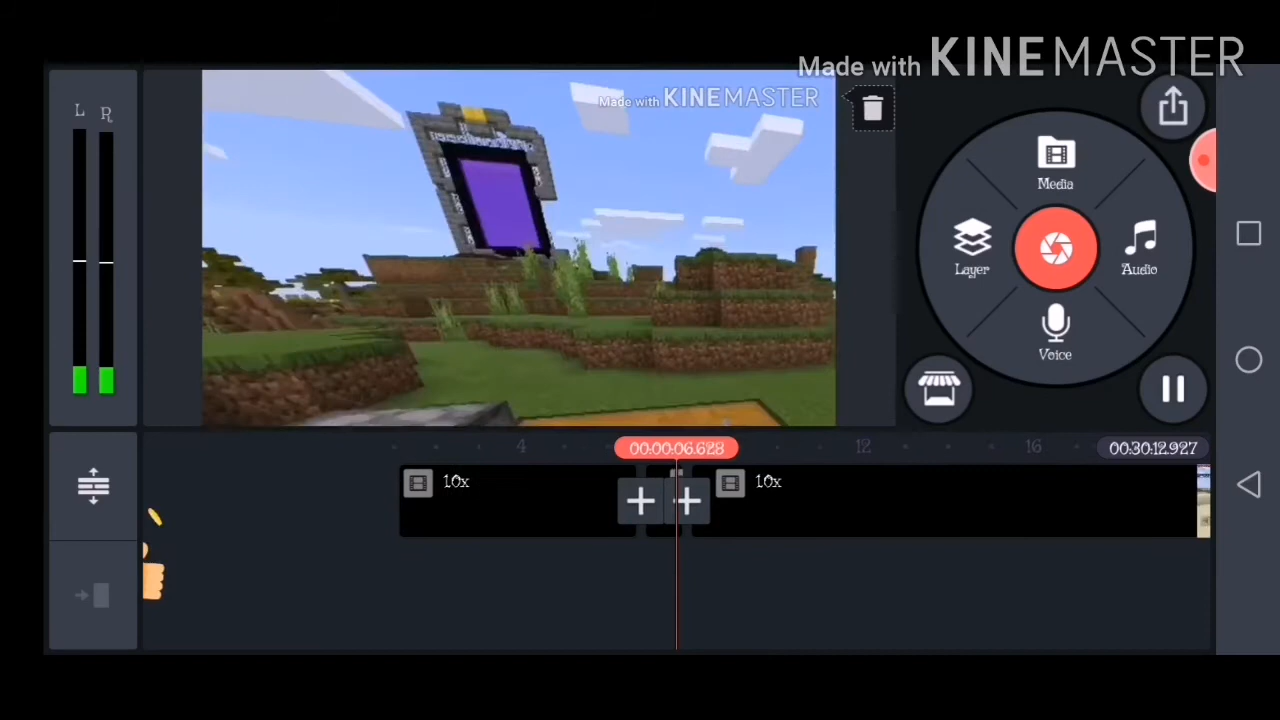 Made with KINEMASTER
L R
Made with KINEMASTER
Media
Layer
Audio
Voice
4
00:00:06.628
12
16
00:30:12.927
10x
10x